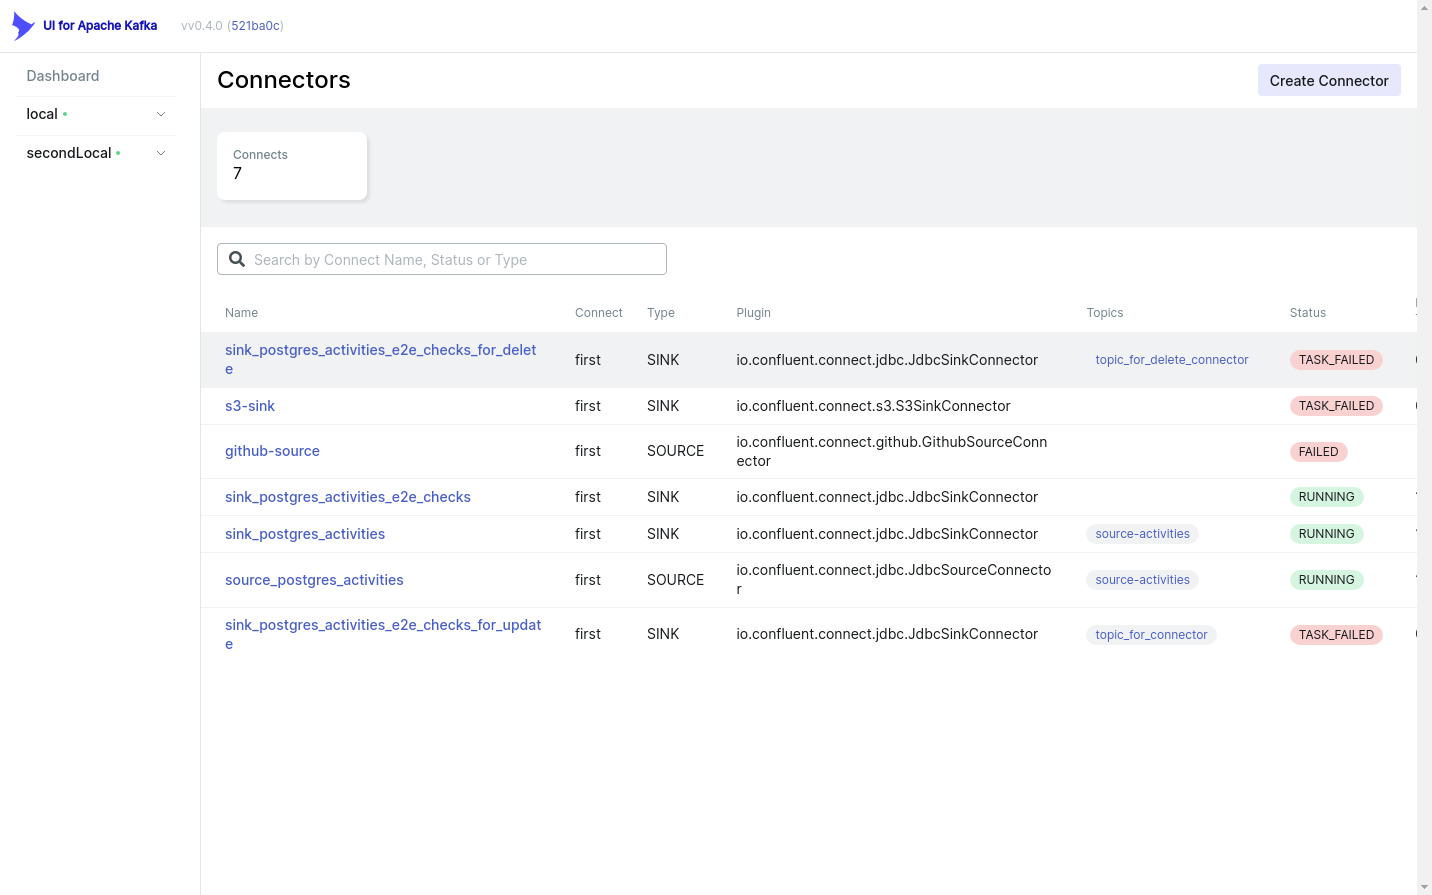 UI for Apache Kafka vv0.4.0 (521ba0c)
Dashboard
local
secondLocal
Connectors
Create Connector
Connects
7
Search by Connect Name, Status or Type
Name Connect Type Plugin Topics Status
sink_postgres_activities_e2e_checks_for_delet
e
first SINK io.confluent.connect.jdbc.JdbcSinkConnector topic_for_delete_connector TASK_FAILED
s3-sink first SINK io.confluent.connect.s3.S3SinkConnector TASK_FAILED
github-source first SOURCE io.confluent.connect.github.GithubSourceConn
ector
FAILED
sink_postgres_activities_e2e_checks first SINK io.confluent.connect.jdbc.JdbcSinkConnector RUNNING
sink_postgres_activities first SINK io.confluent.connect.jdbc.JdbcSinkConnector source-activities RUNNING
source_postgres_activities first SOURCE io.confluent.connect.jdbc.JdbcSourceConnecto
r
source-activities RUNNING
sink_postgres_activities_e2e_checks_for_updat
e
first SINK io.confluent.connect.jdbc.JdbcSinkConnector topic_for_connector TASK_FAILED